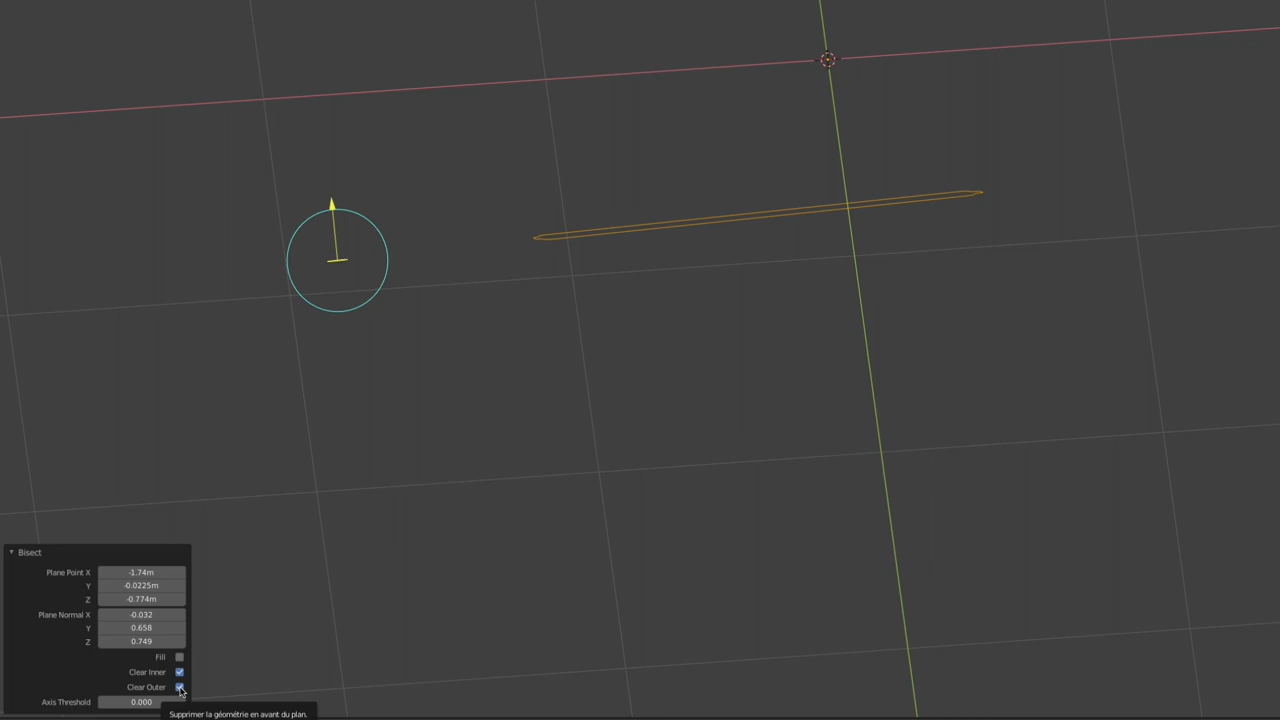 Bisect
Plane Point X -1.74m
Y -0.0225m
Z -0.774m
Plane Normal X -0.032
Y 0.658
Z 0.749
Fill
Clear Inner
Clear Outer
Axis Threshold 0.000
Supprimer la géométrie en avant du plan.